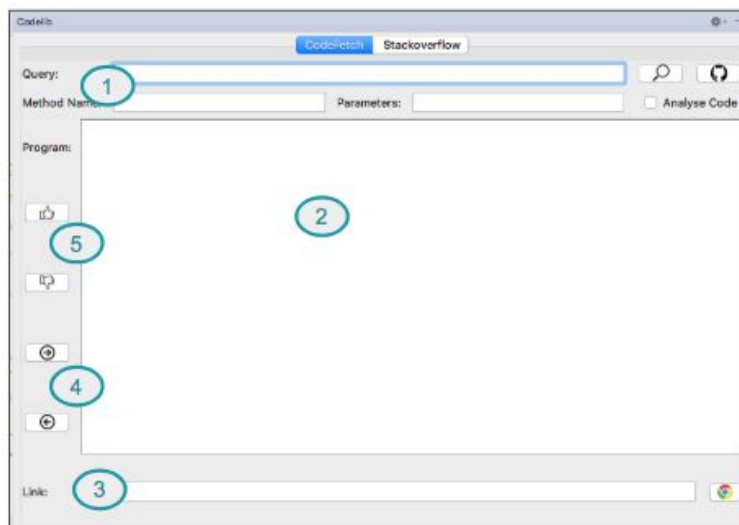 Codelib
CodeFetch Stackoverflow
Query:
1
Method Name: Parameters: Analyse Code
Program:
2
5
4
Link: 3